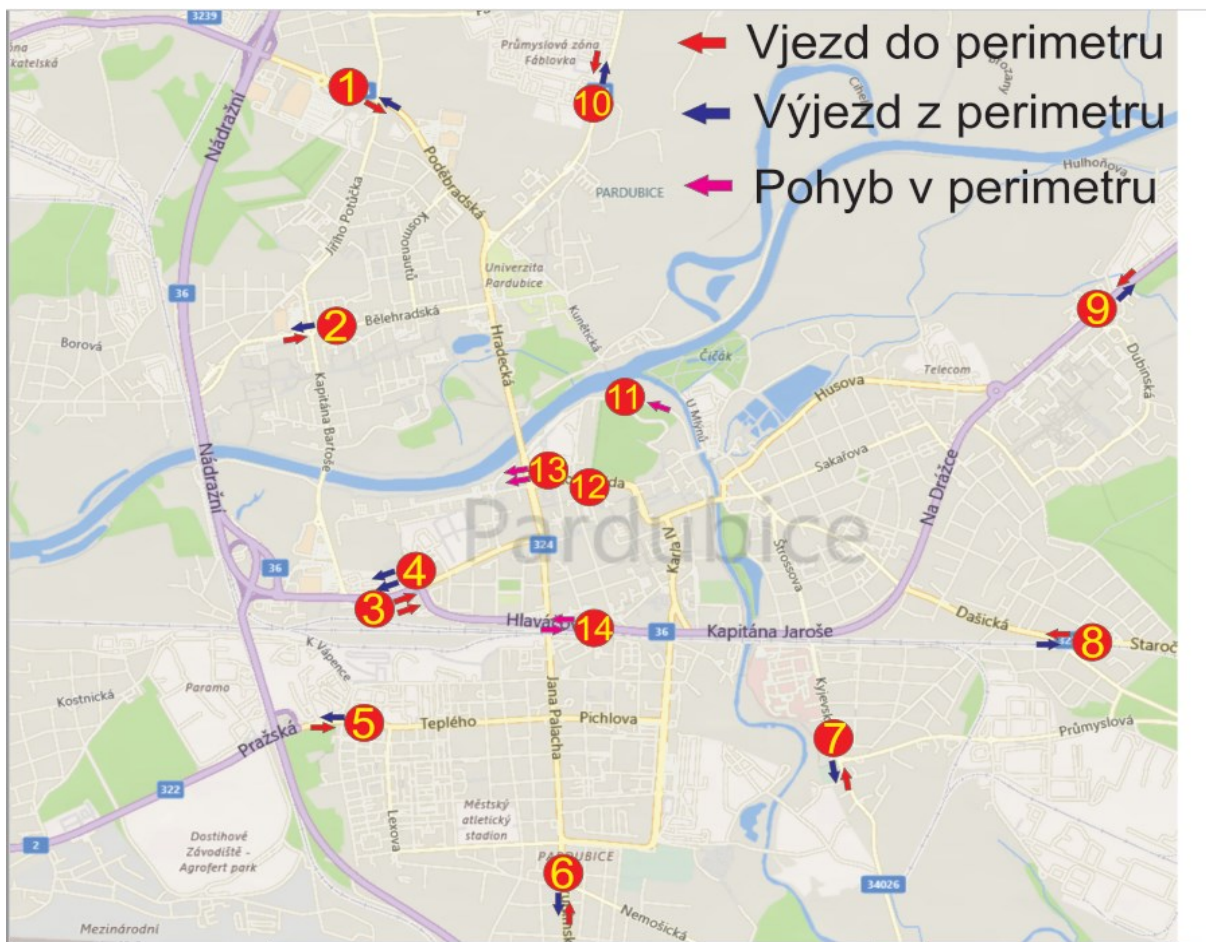 3239
Průmyslová zóna
Fáblovka
Vjezd do perimetru
1
10
Výjezd z perimetru
Nádražní
Poděbradská
PARDUBICE
Pohyb v perimetru
Hulhoňova
Jiřího Potůčka
Kosmonautů
Univerzita
Pardubice
36
9
2
Bělehradská
Borová
Hradecká
Kunětická
Čičák
Telecom
Dubinská
Kapitána Bartoše
11
U Mlýnů
Husova
Nádražní
13
12
Sakařova
Na Drážce
Pardubice
324
Karla IV
Štrossova
36
4
3
Hlaváčo
14
36
Kapitána Jaroše
Dašická
8
Staroč
K Vápence
Kostnická
Paramo
Jana Palacha
Kyjevsk
Pražská
5
Teplého
Pichlova
7
Průmyslová
322
Lexova
Městský
atletický
stadion
2
Dostihové
Závodiště -
Agrofert park
PARDUBICE
6
34026
Nemošická
Mezinárodní